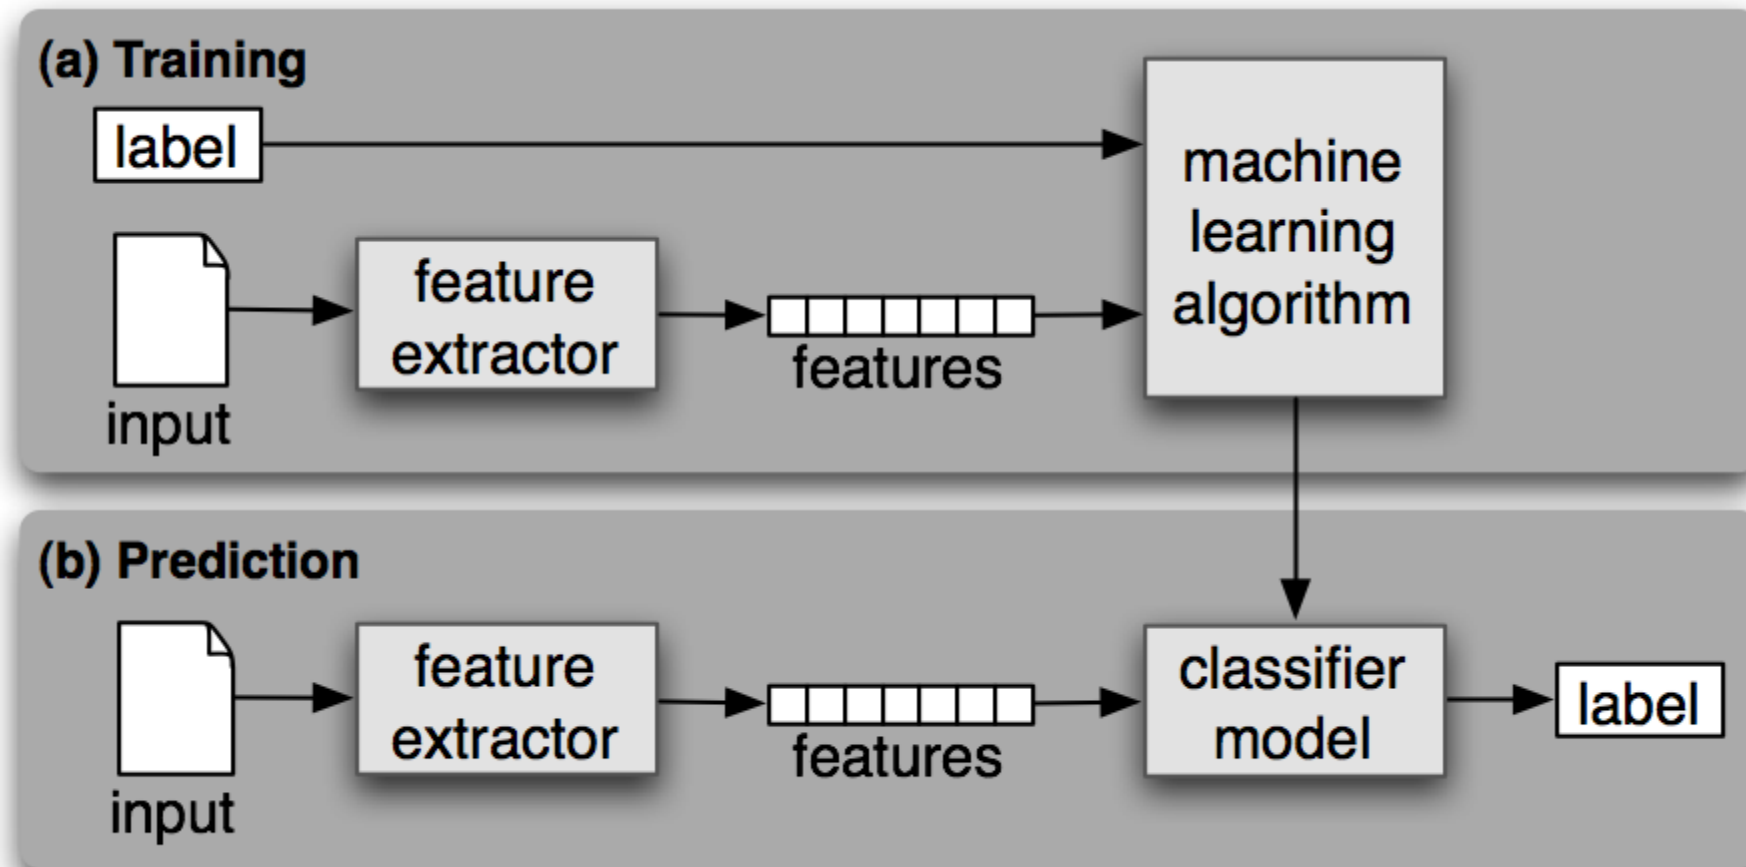 (a) Training
label
machine
learning
algorithm
feature
extractor
features
input
(b) Prediction
feature
extractor
features
classifier
model
label
input